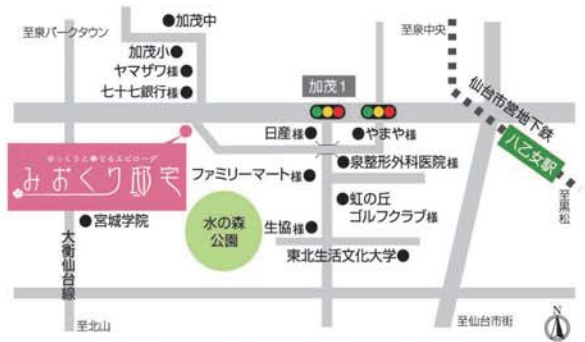 至泉パークタウン
加茂中
加茂小
ヤマザワ様
七十七銀行様
加茂1
至泉中央
仙台市営地下鉄
八乙女駅
至黒松
日産様
やまや様
泉整形外科医院様
ファミリーマート様
虹の丘
ゴルフクラブ様
生協様
東北生活文化大学
水の森
公園
ゆっくりと奏でるエピローグ
みおくり邸宅
宮城学院
大衡仙台線
至北山
至仙台市街
N